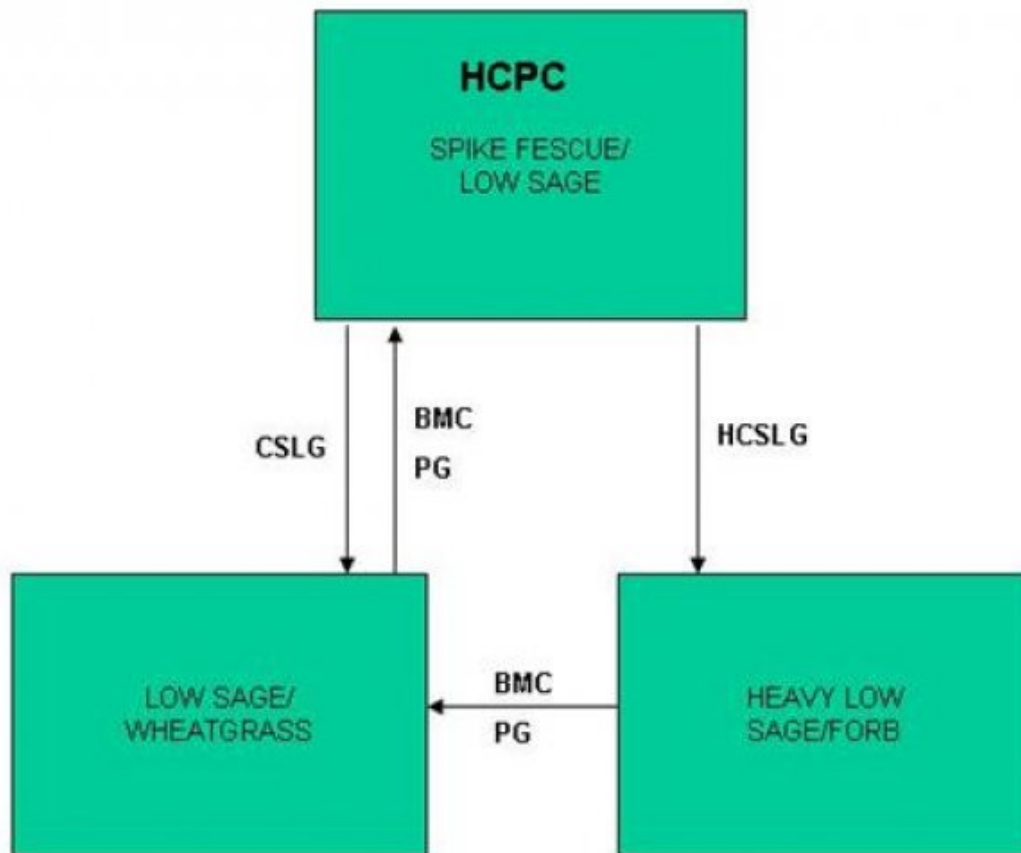 HCPC
SPIKE FESCUE/
LOW SAGE
CSLG
BMC
PG
HCSLG
LOW SAGE/
WHEATGRASS
BMC
PG
HEAVY LOW
SAGE/FORB